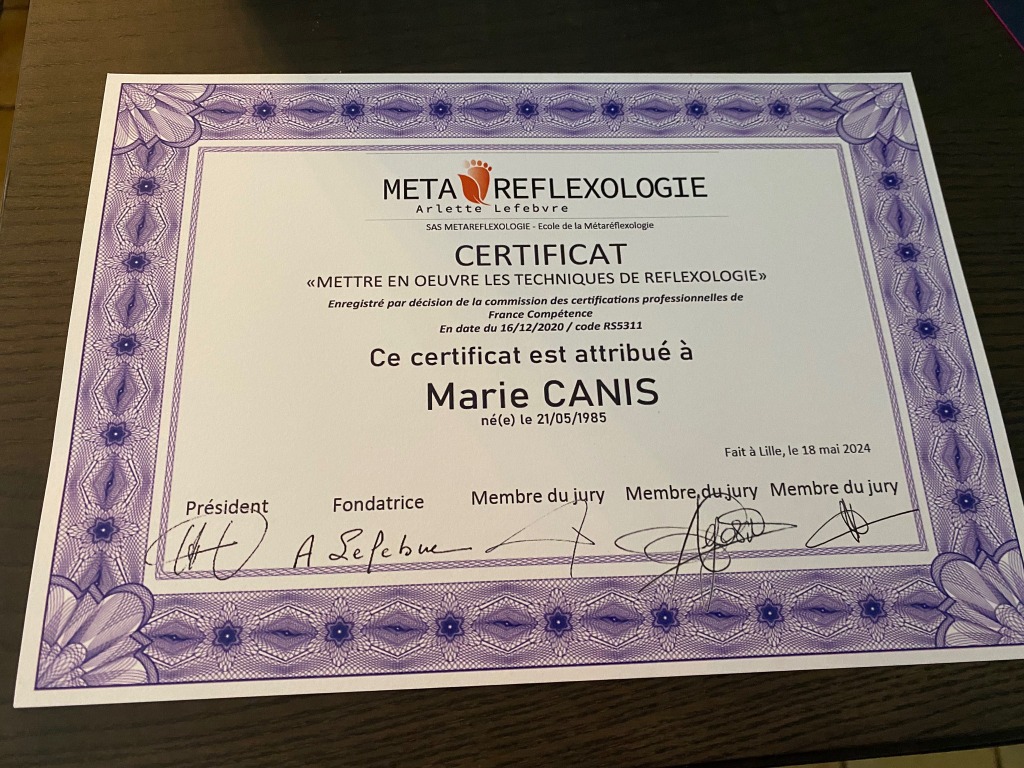 META REFLEXOLOGIE
Arlette Lefebvre
SAS METAREFLEXOLOGIE - Ecole de la Métaréflexologie
CERTIFICAT
«METTRE EN OEUVRE LES TECHNIQUES DE REFLEXOLOGIE»
Enregistré par décision de la commission des certifications professionnelles de
France Compétence
En date du 16/12/2020 / code RS5311
Ce certificat est attribué à
Marie CANIS
né(e) le 21/05/1985
Fait à Lille, le 18 mai 2024
Président Fondatrice Membre du jury Membre du jury Membre du jury
A Lefebvre